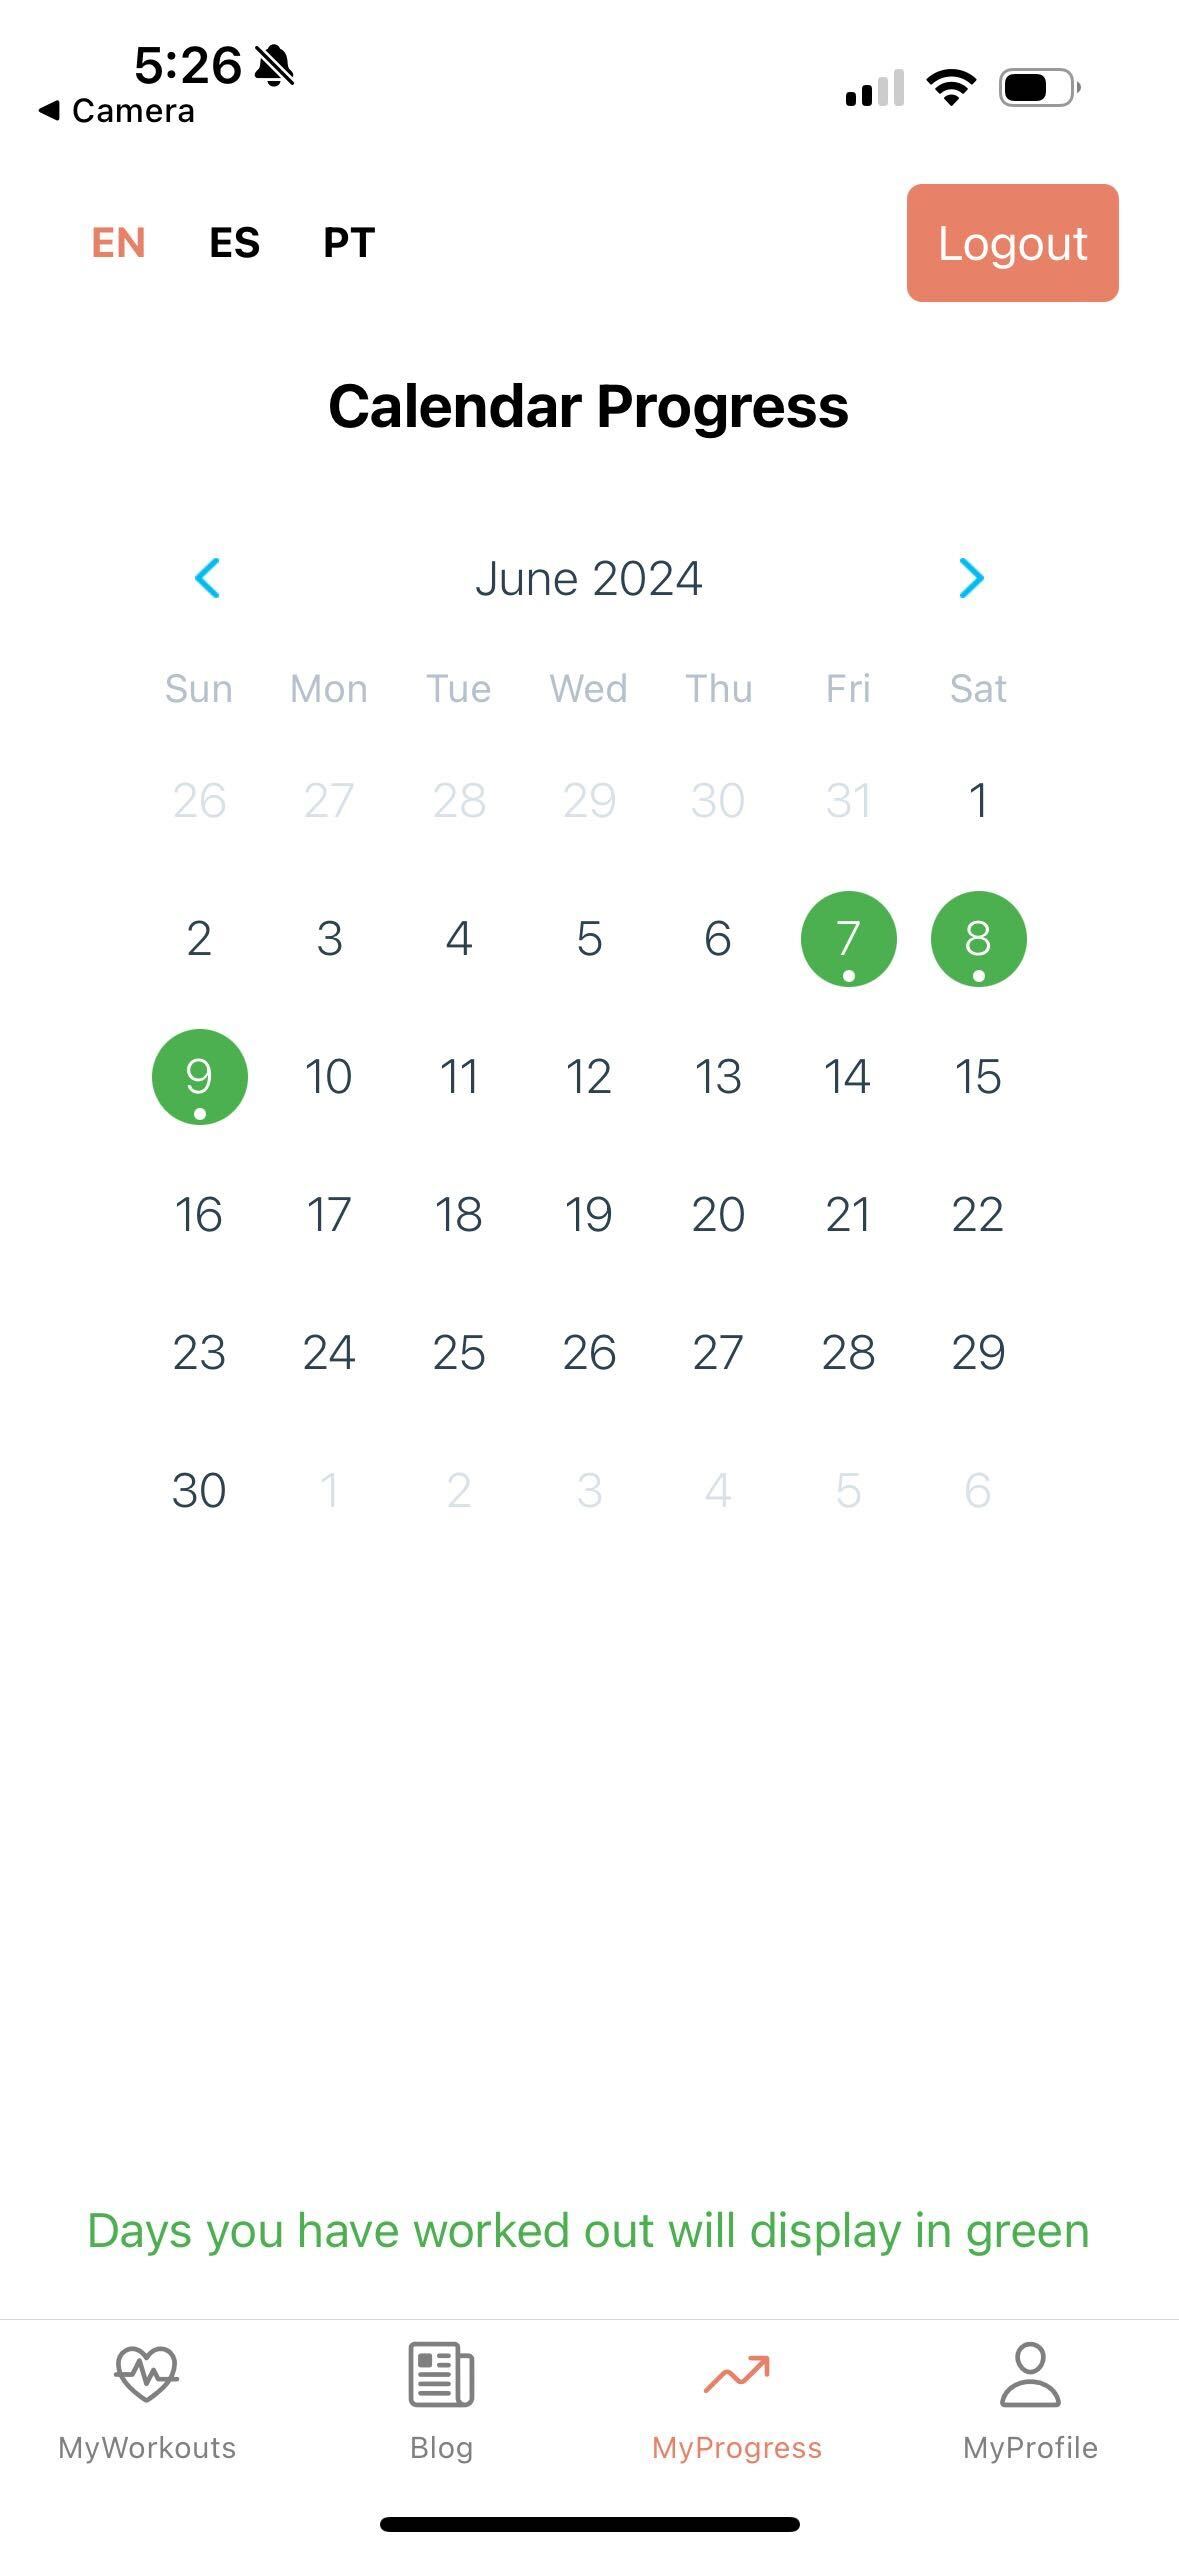 5:26
Camera
EN ES PT Logout
Calendar Progress
June 2024
Sun Mon Tue Wed Thu Fri Sat
26 27 28 29 30 31 1
2 3 4 5 6 7 8
9 10 11 12 13 14 15
16 17 18 19 20 21 22
23 24 25 26 27 28 29
30 1 2 3 4 5 6
Days you have worked out will display in green
MyWorkouts Blog MyProgress MyProfile